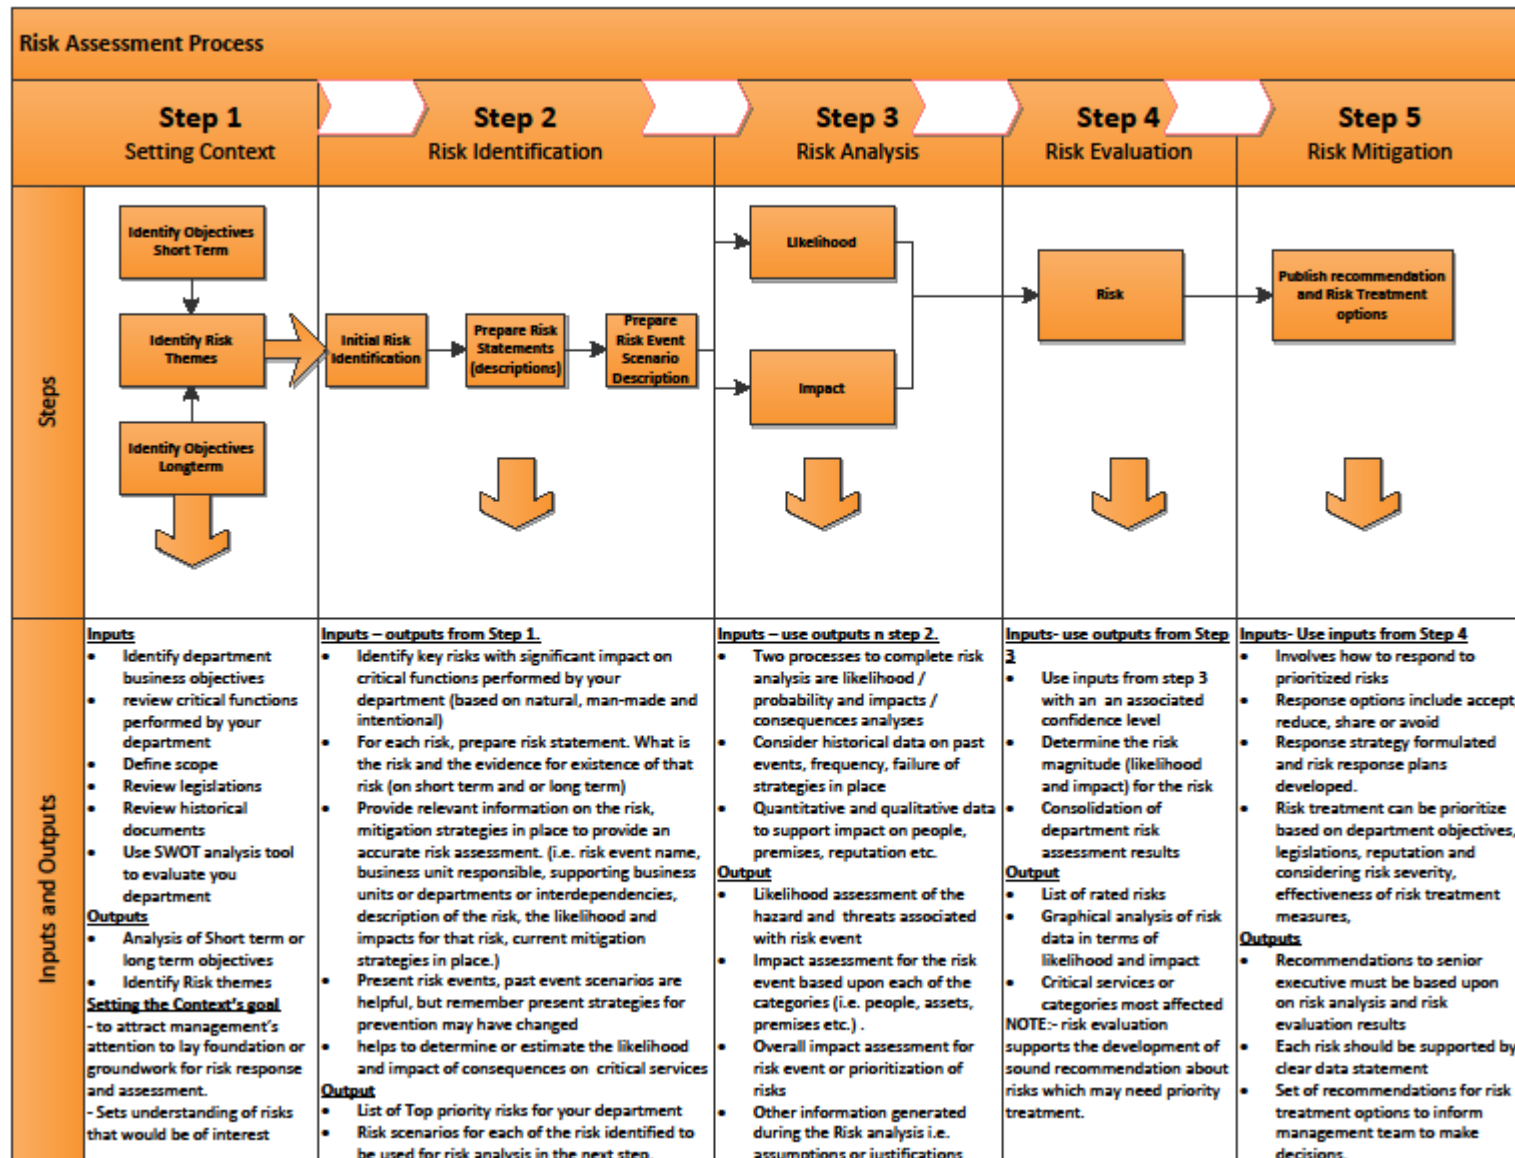 Risk Assessment Process
Step 1
Setting Context
Step 2
Risk Identification
Step 3
Risk Analysis
Step 4
Risk Evaluation
Step 5
Risk Mitigation
Steps
Identify Objectives
Short Term
Identify Risk
Themes
Identify Objectives
Longterm
Initial Risk
Identification
Prepare Risk
Statements
(descriptions)
Prepare
Risk Event
Scenario
Description
Likelihood
Impact
Risk
Publish recommendation
and Risk Treatment
options
Inputs and Outputs
Inputs
• Identify department
business objectives
• review critical functions
performed by your
department
• Define scope
• Review legislations
• Review historical
documents
• Use SWOT analysis tool
to evaluate you
department
Outputs
• Analysis of Short term or
long term objectives
• Identify Risk themes
Setting the Context's goal
- to attract management's
attention to lay foundation or
groundwork for risk response
and assessment.
- Sets understanding of risks
that would be of interest
Inputs – outputs from Step 1.
• Identify key risks with significant impact on
critical functions performed by your
department (based on natural, man-made and
intentional)
• For each risk, prepare risk statement. What is
the risk and the evidence for existence of that
risk (on short term and or long term)
• Provide relevant information on the risk,
mitigation strategies in place to provide an
accurate risk assessment. (i.e. risk event name,
business unit responsible, supporting business
units or departments or interdependencies,
description of the risk, the likelihood and
impacts for that risk, current mitigation
strategies in place.)
• Present risk events, past event scenarios are
helpful, but remember present strategies for
prevention may have changed
• helps to determine or estimate the likelihood
and impact of consequences on critical services
Output
• List of Top priority risks for your department
• Risk scenarios for each of the risk identified to
be used for risk analysis in the next step.
Inputs – use outputs n step 2.
• Two processes to complete risk
analysis are likelihood /
probability and impacts /
consequences analyses
• Consider historical data on past
events, frequency, failure of
strategies in place
• Quantitative and qualitative data
to support impact on people,
premises, reputation etc.
Output
• Likelihood assessment of the
hazard and threats associated
with risk event
• Impact assessment for the risk
event based upon each of the
categories (i.e. people, assets,
premises etc.) .
• Overall impact assessment for
risk event or prioritization of
risks
• Other information generated
during the Risk analysis i.e.
assumptions or justifications
Inputs- use outputs from Step
3
• Use inputs from step 3
with an an associated
confidence level
• Determine the risk
magnitude (likelihood
and impact) for the risk
• Consolidation of
department risk
assessment results
Output
• List of rated risks
• Graphical analysis of risk
data in terms of
likelihood and impact
• Critical services or
categories most affected
NOTE:- risk evaluation
supports the development of
sound recommendation about
risks which may need priority
treatment.
Inputs- Use inputs from Step 4
• Involves how to respond to
prioritized risks
• Response options include accept,
reduce, share or avoid
• Response strategy formulated
and risk response plans
developed.
• Risk treatment can be prioritize
based on department objectives,
legislations, reputation and
considering risk severity,
effectiveness of risk treatment
measures,
Outputs
• Recommendations to senior
executive must be based upon
on risk analysis and risk
evaluation results
• Each risk should be supported by
clear data statement
• Set of recommendations for risk
treatment options to inform
management team to make
decisions.